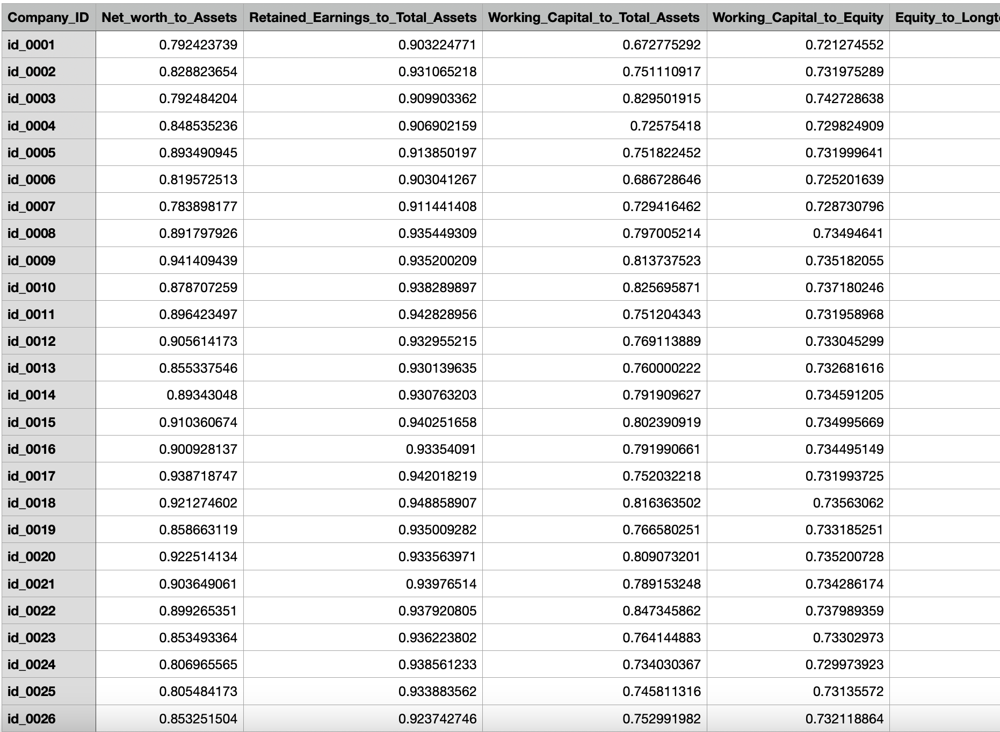 Company_ID Net_worth_to_Assets Retained_Earnings_to_Total_Assets Working_Capital_to_Total_Assets Working_Capital_to_Equity
id_0001 0.792423739 0.903224771 0.672775292 0.721274552
id_0002 0.828823654 0.931065218 0.751110917 0.731975289
id_0003 0.792484204 0.909903362 0.829501915 0.742728638
id_0004 0.848535236 0.906902159 0.72575418 0.729824909
id_0005 0.893490945 0.913850197 0.751822452 0.731999641
id_0006 0.819572513 0.903041267 0.686728646 0.725201639
id_0007 0.783898177 0.911441408 0.729416462 0.728730796
id_0008 0.891797926 0.935449309 0.797005214 0.73494641
id_0009 0.941409439 0.935200209 0.813737523 0.735182055
id_0010 0.878707259 0.938289897 0.825695871 0.737180246
id_0011 0.896423497 0.942828956 0.751204343 0.731958968
id_0012 0.905614173 0.932955215 0.769113889 0.733045299
id_0013 0.855337546 0.930139635 0.760000222 0.732681616
id_0014 0.89343048 0.930763203 0.791909627 0.734591205
id_0015 0.910360674 0.940251658 0.802390919 0.734995669
id_0016 0.900928137 0.93354091 0.791990661 0.734495149
id_0017 0.938718747 0.942018219 0.752032218 0.731993725
id_0018 0.921274602 0.948858907 0.816363502 0.73563062
id_0019 0.858663119 0.935009282 0.766580251 0.733185251
id_0020 0.922514134 0.933563971 0.809073201 0.735200728
id_0021 0.903649061 0.93976514 0.789153248 0.734286174
id_0022 0.899265351 0.937920805 0.847345862 0.737989359
id_0023 0.853493364 0.936223802 0.764144883 0.73302973
id_0024 0.806965565 0.938561233 0.734030367 0.729973923
id_0025 0.805484173 0.933883562 0.745811316 0.73135572
id_0026 0.853251504 0.923742746 0.752991982 0.732118864